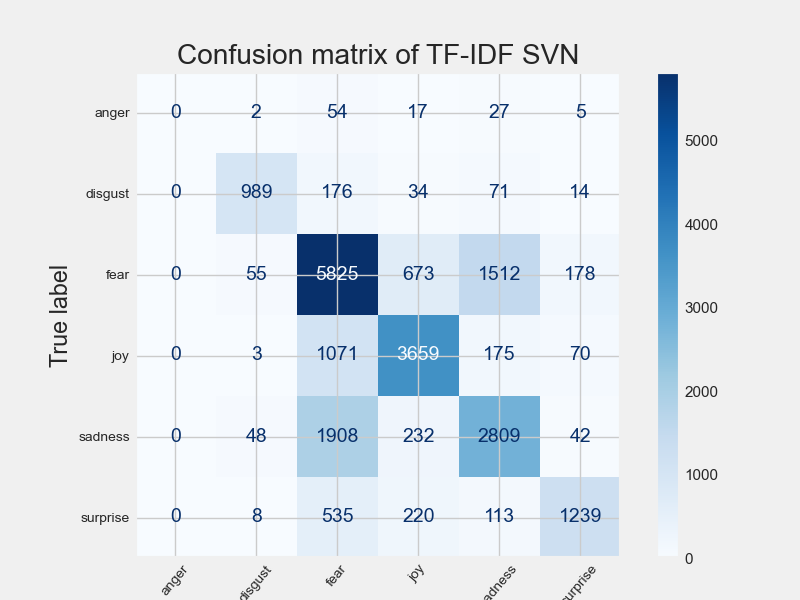 Confusion matrix of TF-IDF SVN
anger 0 2 54 17 27 5
disgust 0 989 176 34 71 14
fear 0 55 5825 673 1512 178
joy 0 3 1071 3659 175 70
sadness 0 48 1908 232 2809 42
surprise 0 8 535 220 113 1239
True label
anger disgust fear joy adness urprise
5000
4000
3000
2000
1000
0